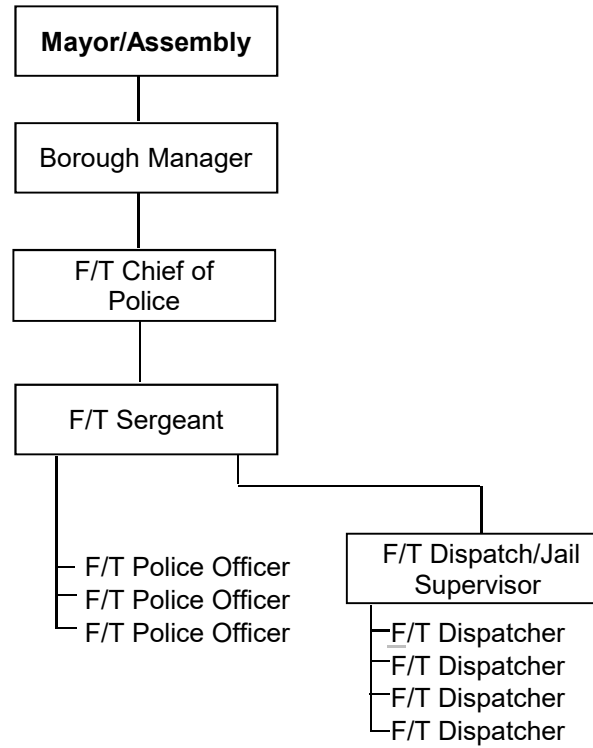 Mayor/Assembly
Borough Manager
F/T Chief of
Police
F/T Sergeant
F/T Police Officer
F/T Police Officer
F/T Police Officer
F/T Dispatch/Jail
Supervisor
F/T Dispatcher
F/T Dispatcher
F/T Dispatcher
F/T Dispatcher